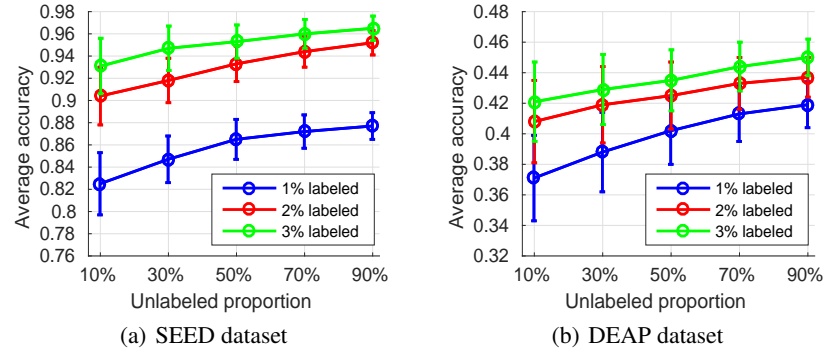 0.98
0.96
0.94
0.92
0.9
0.88
0.86
0.84
0.82
0.8
0.78
0.76
Average accuracy
10% 30% 50% 70% 90%
Unlabeled proportion
1% labeled
2% labeled
3% labeled
(a) SEED dataset
0.48
0.46
0.44
0.42
0.4
0.38
0.36
0.34
0.32
Average accuracy
10% 30% 50% 70% 90%
Unlabeled proportion
1% labeled
2% labeled
3% labeled
(b) DEAP dataset